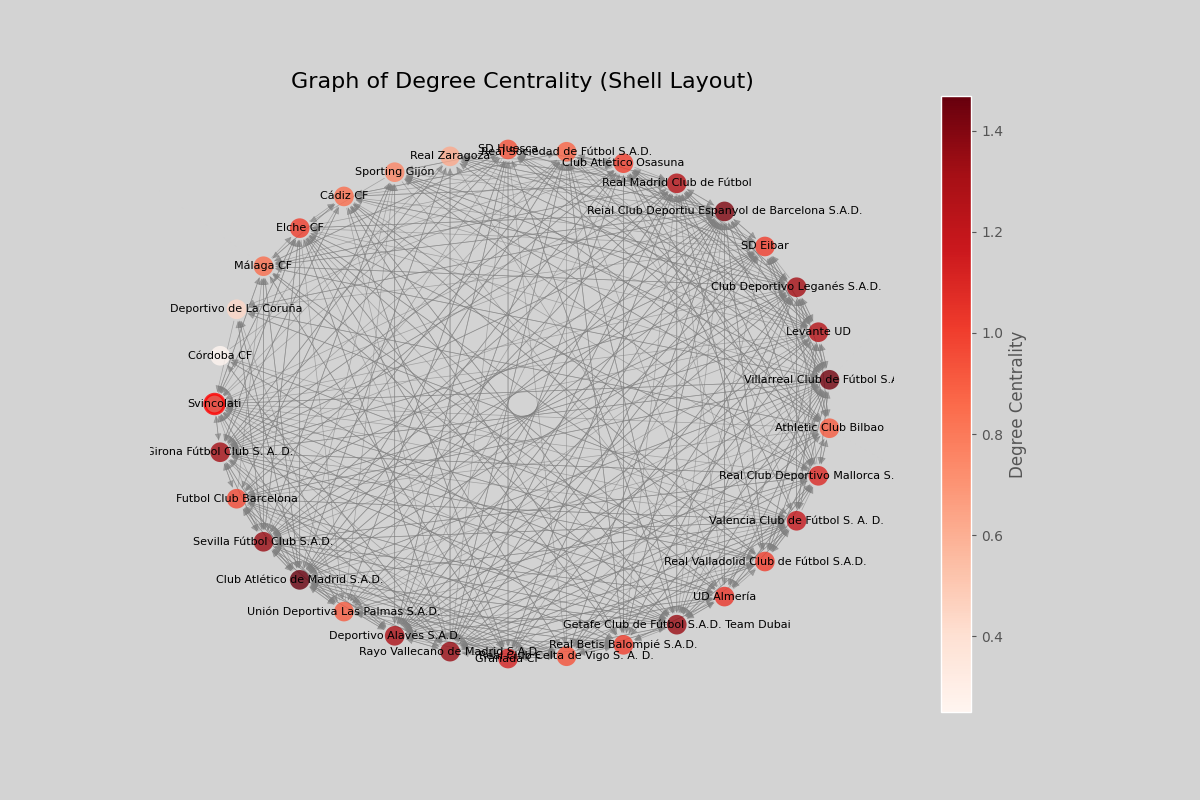 Graph of Degree Centrality (Shell Layout)
SD Huesca
Real Sociedad de Fútbol S.A.D.
Real Zaragoza
Club Atlético Osasuna
Sporting Gijón
Real Madrid Club de Fútbol
Cádiz CF
Reial Club Deportiu Espanyol de Barcelona S.A.D.
Elche CF
SD Eibar
Málaga CF
Club Deportivo Leganés S.A.D.
Deportivo de La Coruña
Levante UD
Córdoba CF
Villarreal Club de Fútbol S.A
Svincolati
Athletic Club Bilbao
Girona Fútbol Club S. A. D.
Real Club Deportivo Mallorca S.
Futbol Club Barcelona
Valencia Club de Fútbol S. A. D.
Sevilla Fútbol Club S.A.D.
Real Valladolid Club de Fútbol S.A.D.
Club Atlético de Madrid S.A.D.
UD Almería
Unión Deportiva Las Palmas S.A.D.
Getafe Club de Fútbol S.A.D. Team Dubai
Deportivo Alavés S.A.D.
Real Betis Balompié S.A.D.
Rayo Vallecano de Madrid S.A.D.
Real Club Celta de Vigo S. A. D.
Granada CF
1.4
1.2
1.0
0.8
0.6
0.4
Degree Centrality